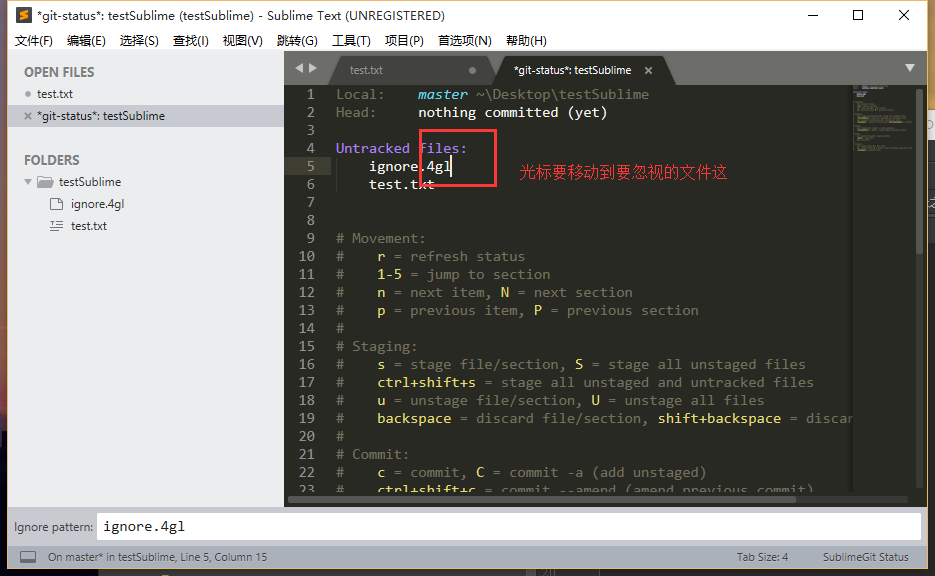 *git-status*: testSublime (testSublime) - Sublime Text (UNREGISTERED)
文件(F) 编辑(E) 选择(S) 查找(I) 视图(V) 跳转(G) 工具(T) 项目(P) 首选项(N) 帮助(H)
OPEN FILES
test.txt
*git-status*: testSublime
FOLDERS
testSublime
ignore.4gl
test.txt
test.txt *git-status*: testSublime
1 Local: master ~\Desktop\testSublime
2 Head: nothing committed (yet)
3
4 Untracked files:
5 ignore.4gl
光标要移动到要忽视的文件这
6 test.txt
7
8
9 # Movement:
10 # r = refresh status
11 # 1-5 = jump to section
12 # n = next item, N = next section
13 # p = previous item, P = previous section
14 #
15 # Staging:
16 # s = stage file/section, S = stage all unstaged files
17 # ctrl+shift+s = stage all unstaged and untracked files
18 # u = unstage file/section, U = unstage all files
19 # backspace = discard file/section, shift+backspace = discar
20 #
21 # Commit:
22 # c = commit, C = commit -a (add unstaged)
23 # ctrl+shift+c = commit --amend (amend previous commit)
Ignore pattern: ignore.4gl
On master* in testSublime, Line 5, Column 15
Tab Size: 4 SublimeGit Status